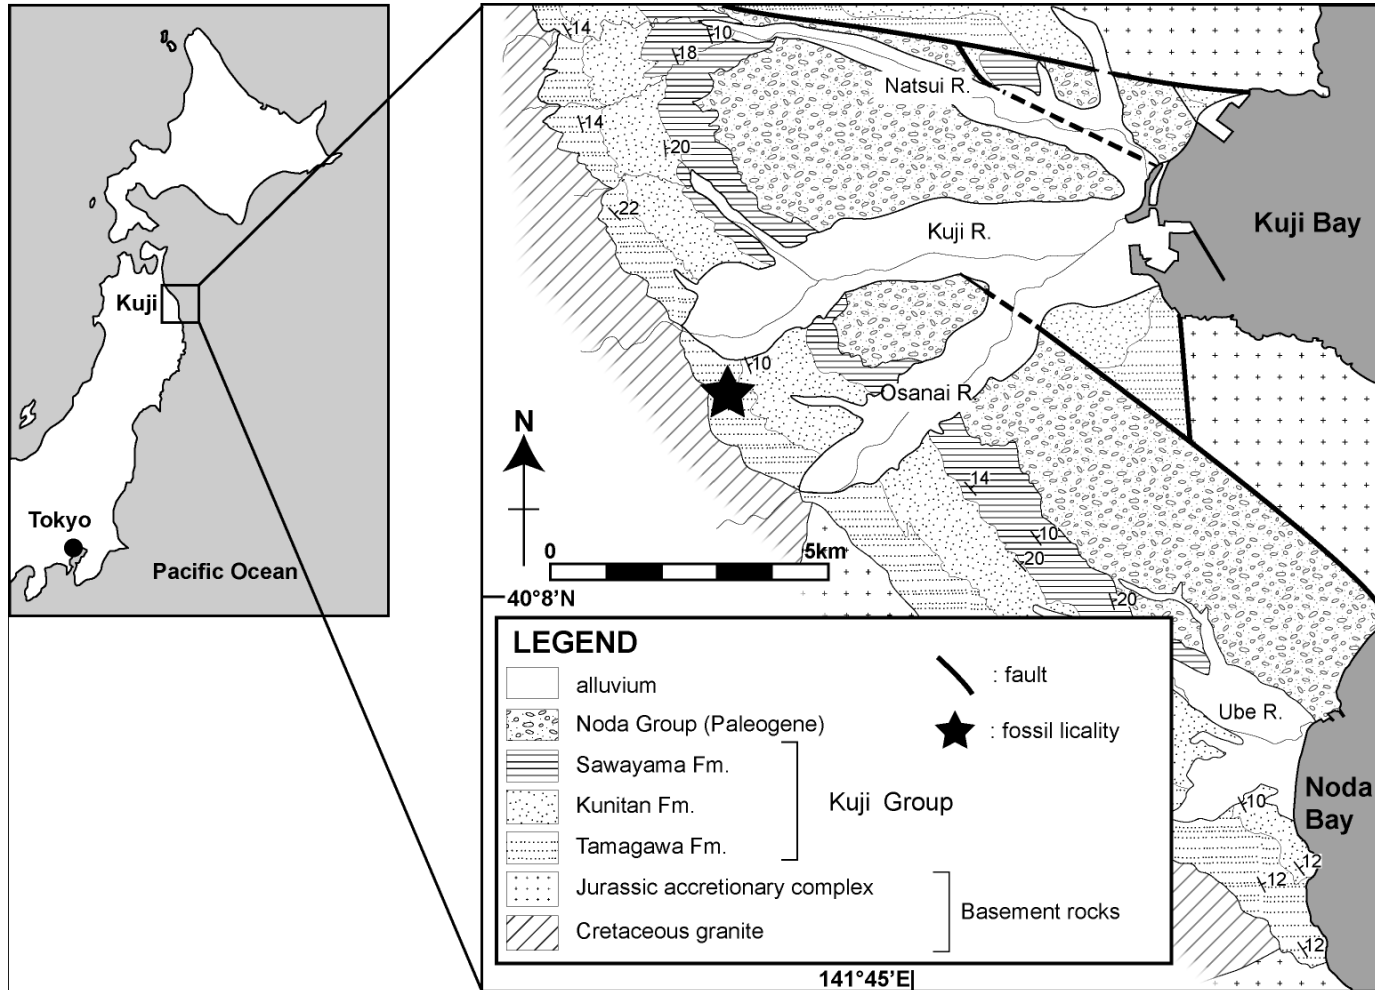 Kuji
Tokyo
Pacific Ocean
14
10
18
Natsui R.
14
20
22
Kuji R.
Kuji Bay
10
Osanai R.
N
14
10
20
20
0
5km
40°8'N
LEGEND
alluvium
Noda Group (Paleogene)
Sawayama Fm.
Kunitan Fm.
Tamagawa Fm.
Kuji Group
Jurassic accretionary complex
Cretaceous granite
Basement rocks
: fault
: fossil licality
Ube R.
Noda
Bay
10
12
12
12
141°45'E